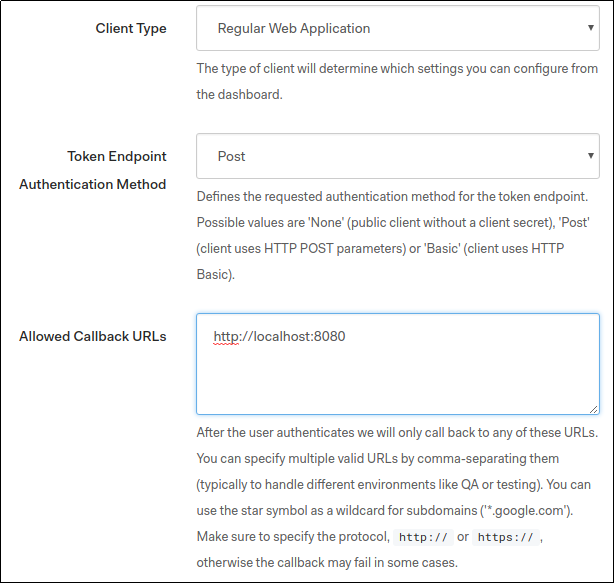 Client Type
Regular Web Application
The type of client will determine which settings you can configure from
the dashboard.
Token Endpoint
Authentication Method
Post
Defines the requested authentication method for the token endpoint.
Possible values are 'None' (public client without a client secret), 'Post'
(client uses HTTP POST parameters) or 'Basic' (client uses HTTP
Basic).
Allowed Callback URLs
http://localhost:8080
After the user authenticates we will only call back to any of these URLs.
You can specify multiple valid URLs by comma-separating them
(typically to handle different environments like QA or testing). You can
use the star symbol as a wildcard for subdomains ('*.google.com').
Make sure to specify the protocol, http:// or https://,
otherwise the callback may fail in some cases.